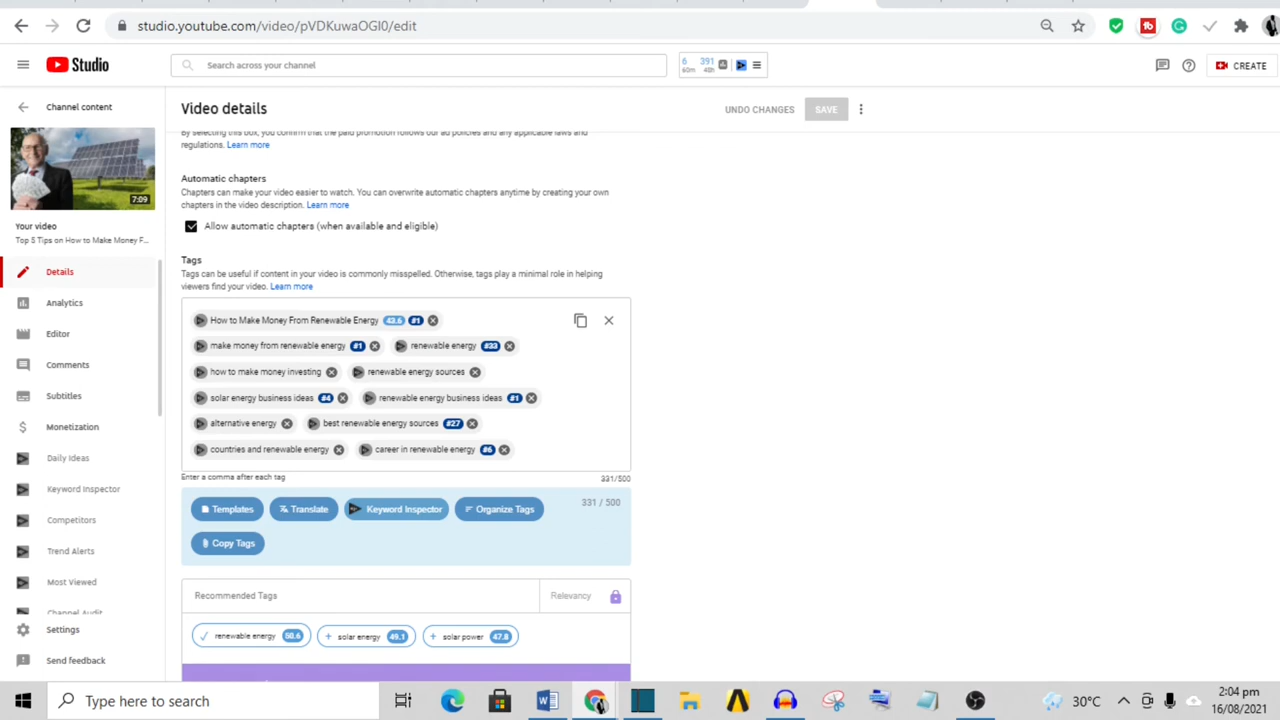 studio.youtube.com/video/pVDKuwaOGI0/edit
Studio
Search across your channel
6 391
60m 48h
CREATE
Channel content
Video details
UNDO CHANGES
SAVE
By selecting this box, you confirm that the paid promotion follows our ad policies and any applicable laws and
regulations. Learn more
7:09
Automatic chapters
Chapters can make your video easier to watch. You can overwrite automatic chapters anytime by creating your own
chapters in the video description. Learn more
Allow automatic chapters (when available and eligible)
Your video
Top 5 Tips on How to Make Money F...
Tags
Tags can be useful if content in your video is commonly misspelled. Otherwise, tags play a minimal role in helping
viewers find your video. Learn more
Details
Analytics
Editor
Comments
Subtitles
Monetization
Daily Ideas
Keyword Inspector
Competitors
Trend Alerts
Most Viewed
Channel Audit
Settings
Send feedback
How to Make Money From Renewable Energy 43.6 #1
make money from renewable energy #1 renewable energy #33
how to make money investing renewable energy sources
solar energy business ideas #4 renewable energy business ideas #1
alternative energy best renewable energy sources #27
countries and renewable energy career in renewable energy #6
Enter a comma after each tag 331/500
Templates Translate Keyword Inspector Organize Tags 331 / 500
Copy Tags
Recommended Tags Relevancy
renewable energy 50.6 + solar energy 49.1 + solar power 47.8
Type here to search
30°C
2:04 pm
16/08/2021